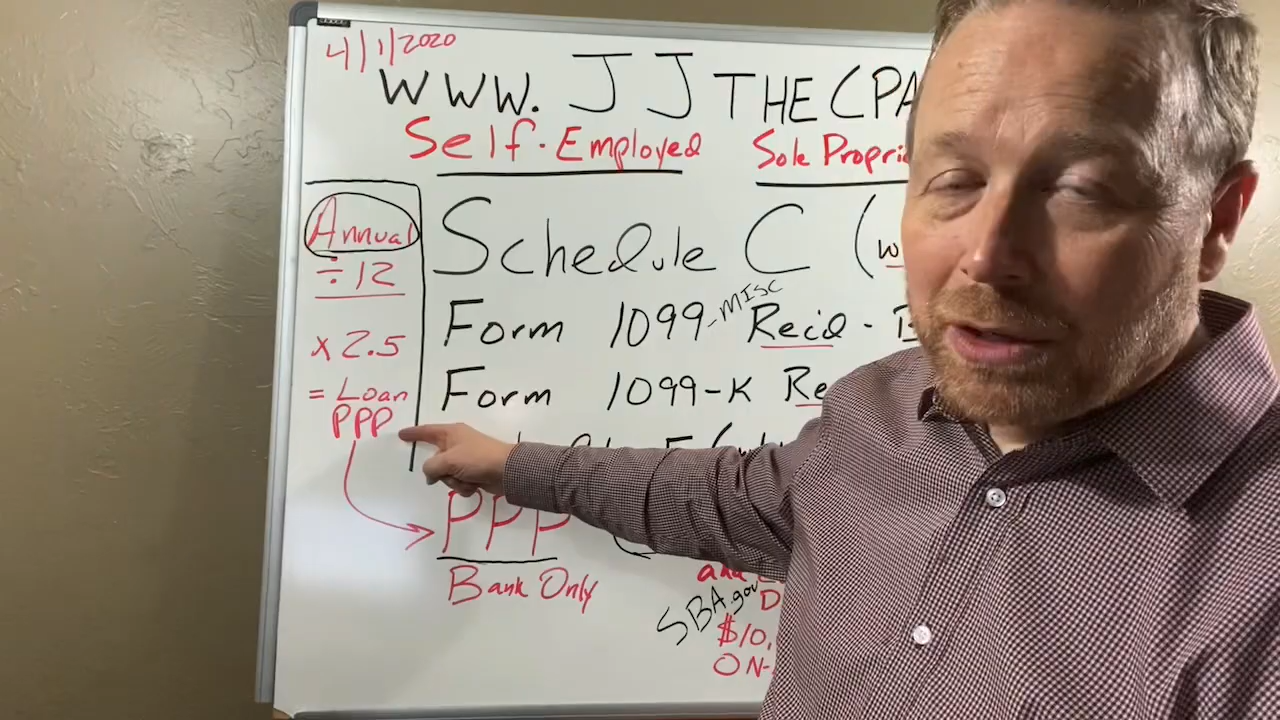 4/1/2020
WWW. JJ THE CPA
Self-Employed Sole Propri
Annual
÷ 12
x 2.5
= Loan
PPP
Schedule C (w
Form 1099-MISC Recid -
Form 1099-K Re
PPP
Bank Only
SBA.gov
$10,
ON-